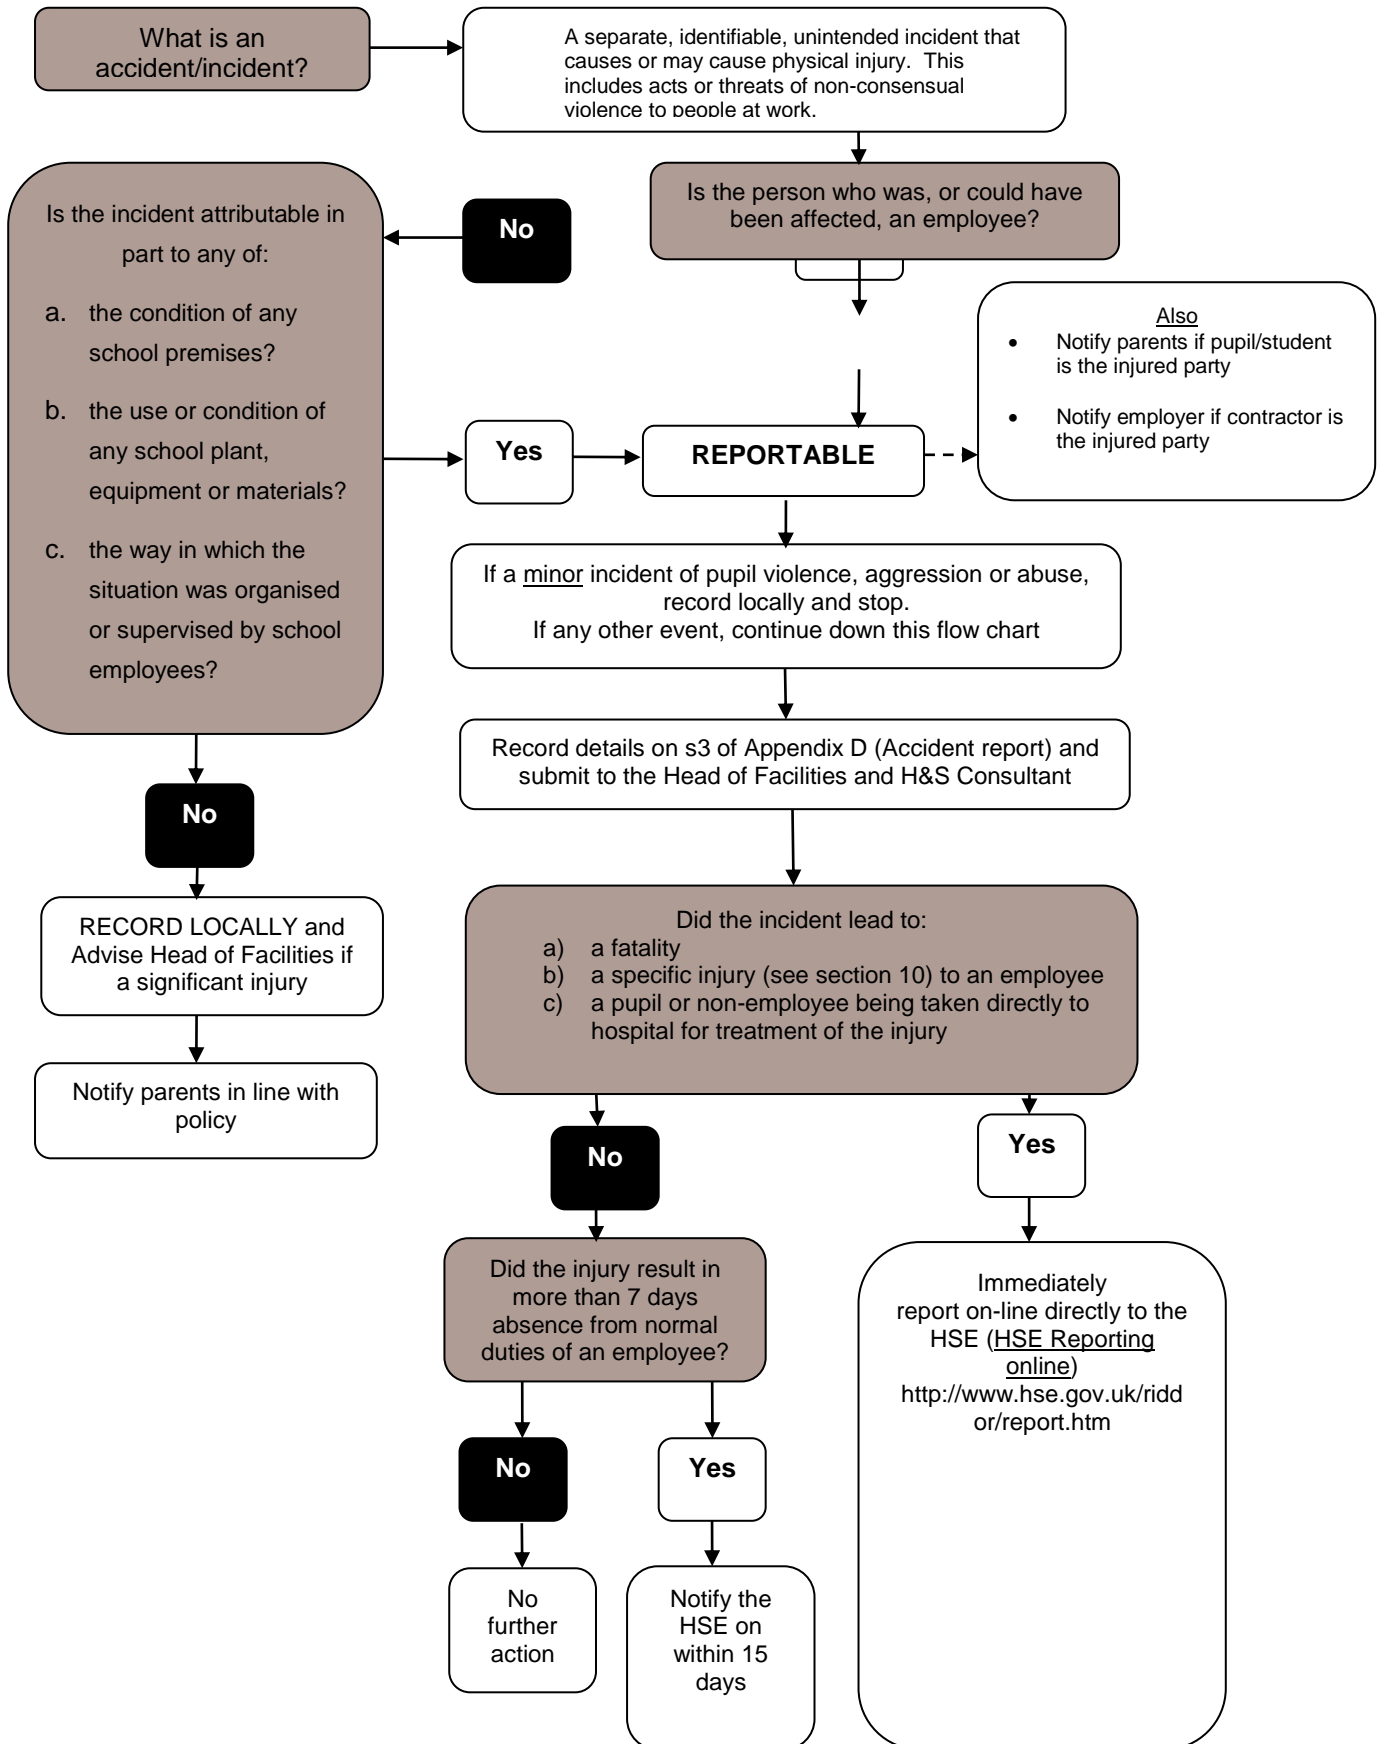 What is an
accident/incident?
A separate, identifiable, unintended incident that
causes or may cause physical injury.  This
includes acts or threats of non-consensual
violence to people at work.
Is the person who was, or could have
been affected, an employee?
No
Is the incident attributable in
part to any of:
a. the condition of any
school premises?
b. the use or condition of
any school plant,
equipment or materials?
c. the way in which the
situation was organised
or supervised by school
employees?
Also
• Notify parents if pupil/student
is the injured party
• Notify employer if contractor is
the injured party
Yes
REPORTABLE
If a minor incident of pupil violence, aggression or abuse,
record locally and stop.
If any other event, continue down this flow chart
Record details on s3 of Appendix D (Accident report) and
submit to the Head of Facilities and H&S Consultant
No
RECORD LOCALLY and
Advise Head of Facilities if
a significant injury
Notify parents in line with
policy
Did the incident lead to:
a) a fatality
b) a specific injury (see section 10) to an employee
c) a pupil or non-employee being taken directly to
hospital for treatment of the injury
No
Yes
Did the injury result in
more than 7 days
absence from normal
duties of an employee?
Immediately
report on-line directly to the
HSE (HSE Reporting
online)
http://www.hse.gov.uk/ridd
or/report.htm
No
Yes
No
further
action
Notify the
HSE on
within 15
days